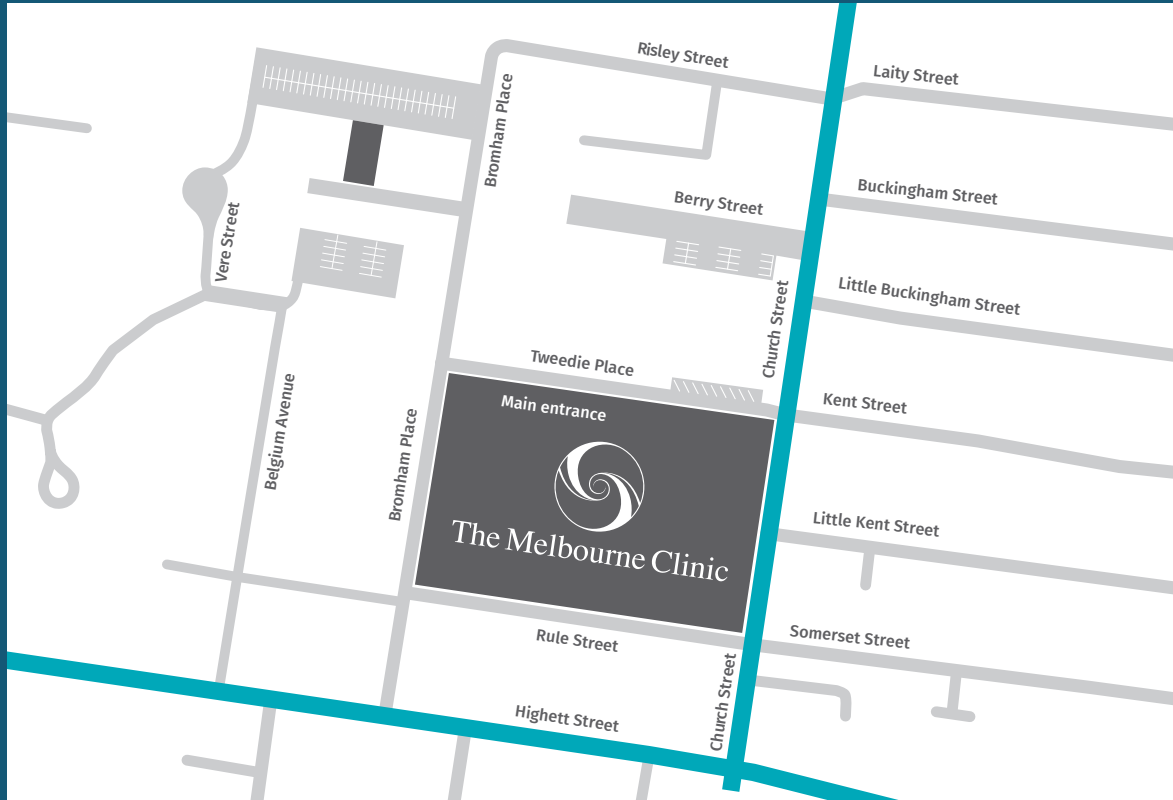 Risley Street
Laity Street
Bromham Place
Buckingham Street
Berry Street
Vere Street
Little Buckingham Street
Church Street
Tweedie Place
Kent Street
Main entrance
Belgium Avenue
Bromham Place
The Melbourne Clinic
Little Kent Street
Rule Street
Somerset Street
Church Street
Highett Street